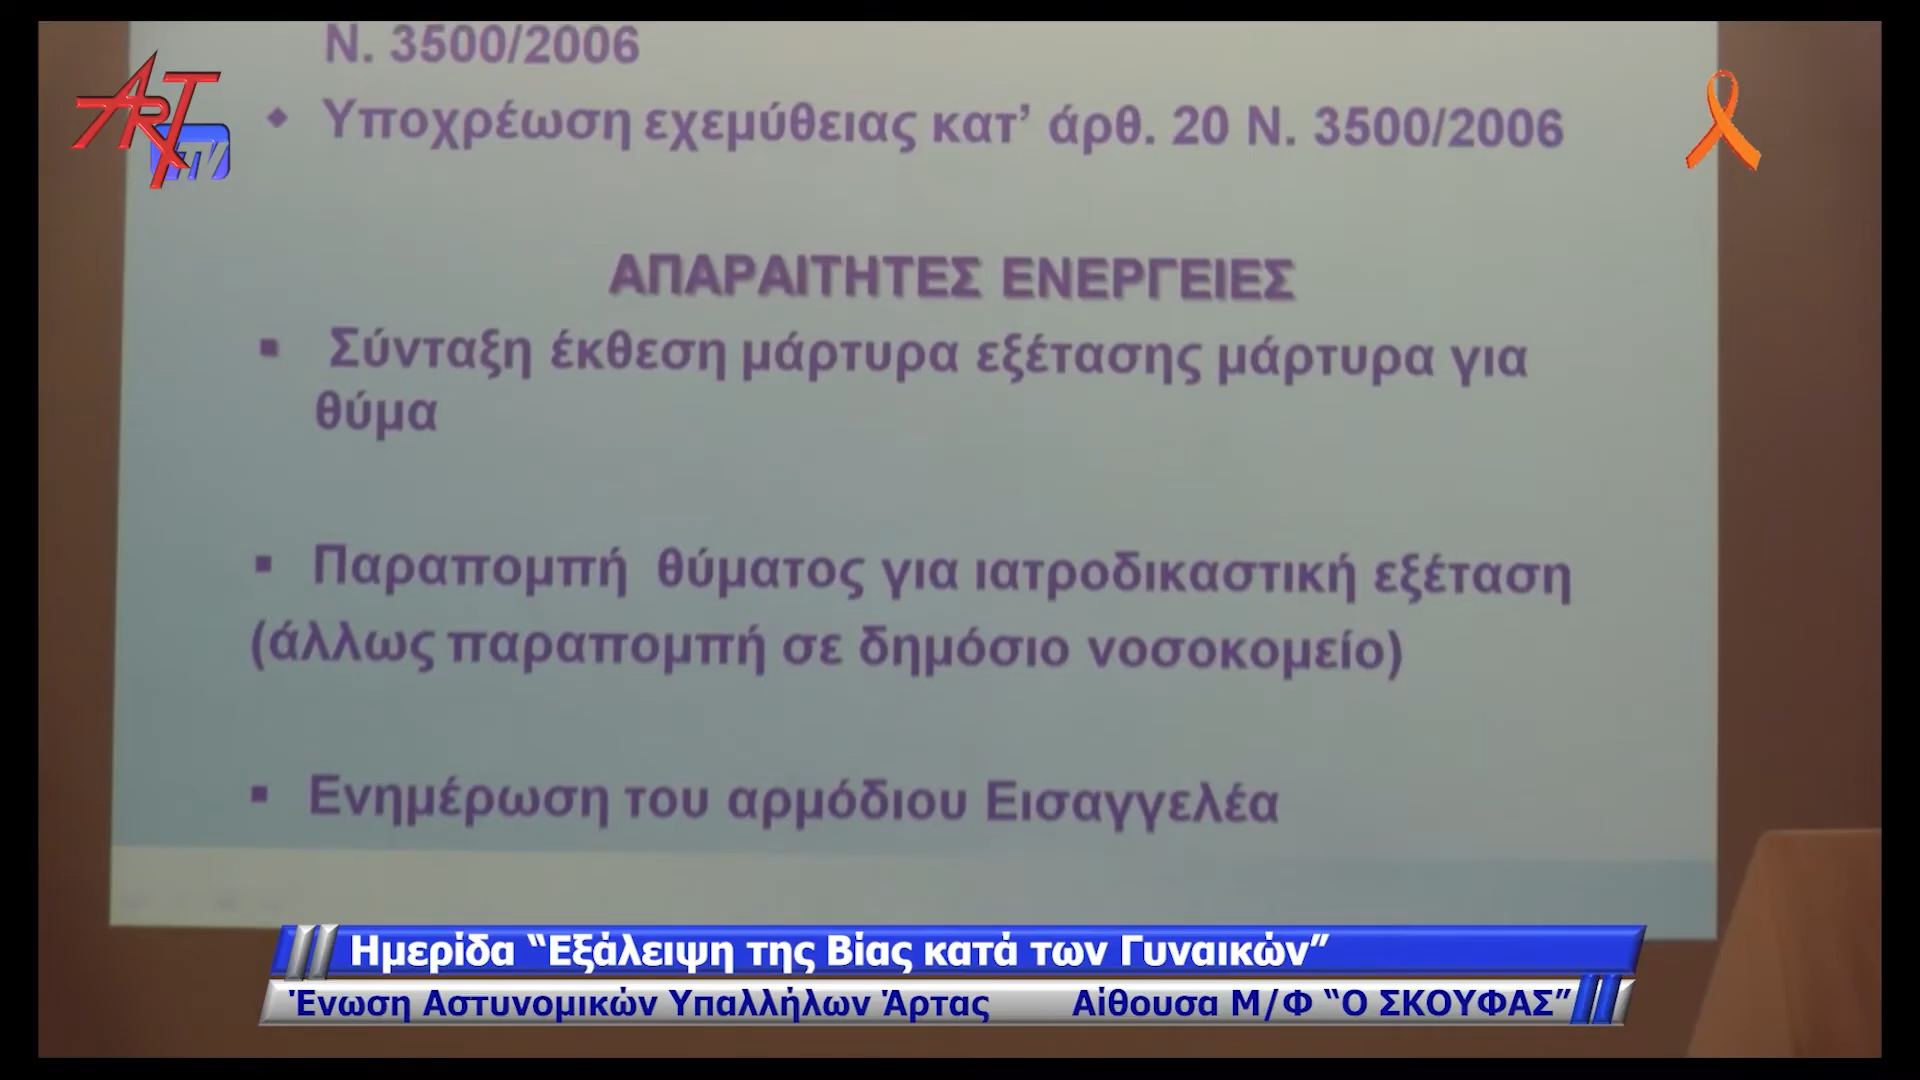 Ν. 3500/2006
Υποχρέωση εχεμύθειας κατ’ άρθ. 20 Ν. 3500/2006
ΑΠΑΡΑΙΤΗΤΕΣ ΕΝΕΡΓΕΙΕΣ
▪ Σύνταξη έκθεση μάρτυρα εξέτασης μάρτυρα για
θύμα
▪ Παραπομπή θύματος για ιατροδικαστική εξέταση
(άλλως παραπομπή σε δημόσιο νοσοκομείο)
▪ Ενημέρωση του αρμόδιου Εισαγγελέα
ART TV
Ημερίδα “Εξάλειψη της Βίας κατά των Γυναικών”
Ένωση Αστυνομικών Υπαλλήλων Άρτας Αίθουσα Μ/Φ “Ο ΣΚΟΥΦΑΣ”